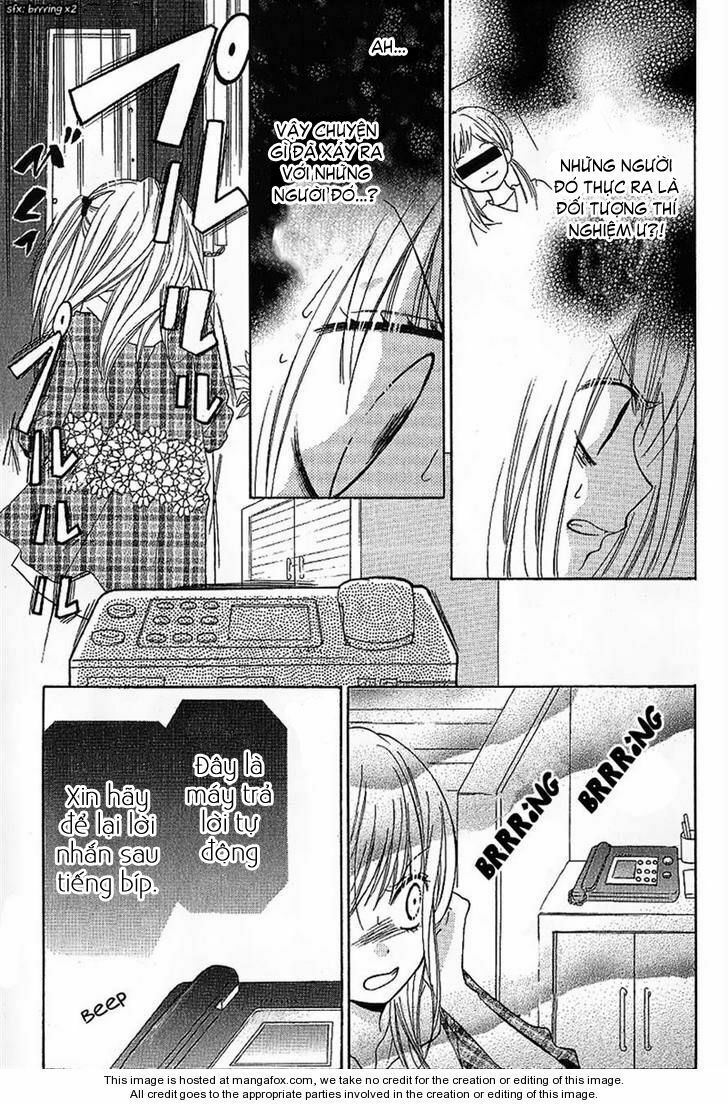 NHỮNG NGƯỜI
ĐÓ THỰC RA LÀ
ĐỐI TƯỢNG THÍ
NGHIỆM Ư?!
AH...
VẬY CHUYỆN
GÌ ĐÃ XẢY RA
VỚI NHỮNG
NGƯỜI ĐÓ...?
sfx: brrring x2
プルルル
プルルル
BRRRiNG
BRRRiNG
Đây là
máy trả
lời tự
động
Xin hãy
để lại lời
nhắn sau
tiếng bíp.
BEEP
This image is hosted at mangafox.com, we take no credit for the creation or editing of this image.
All credit goes to the appropriate parties involved in the creation or editing of this image.